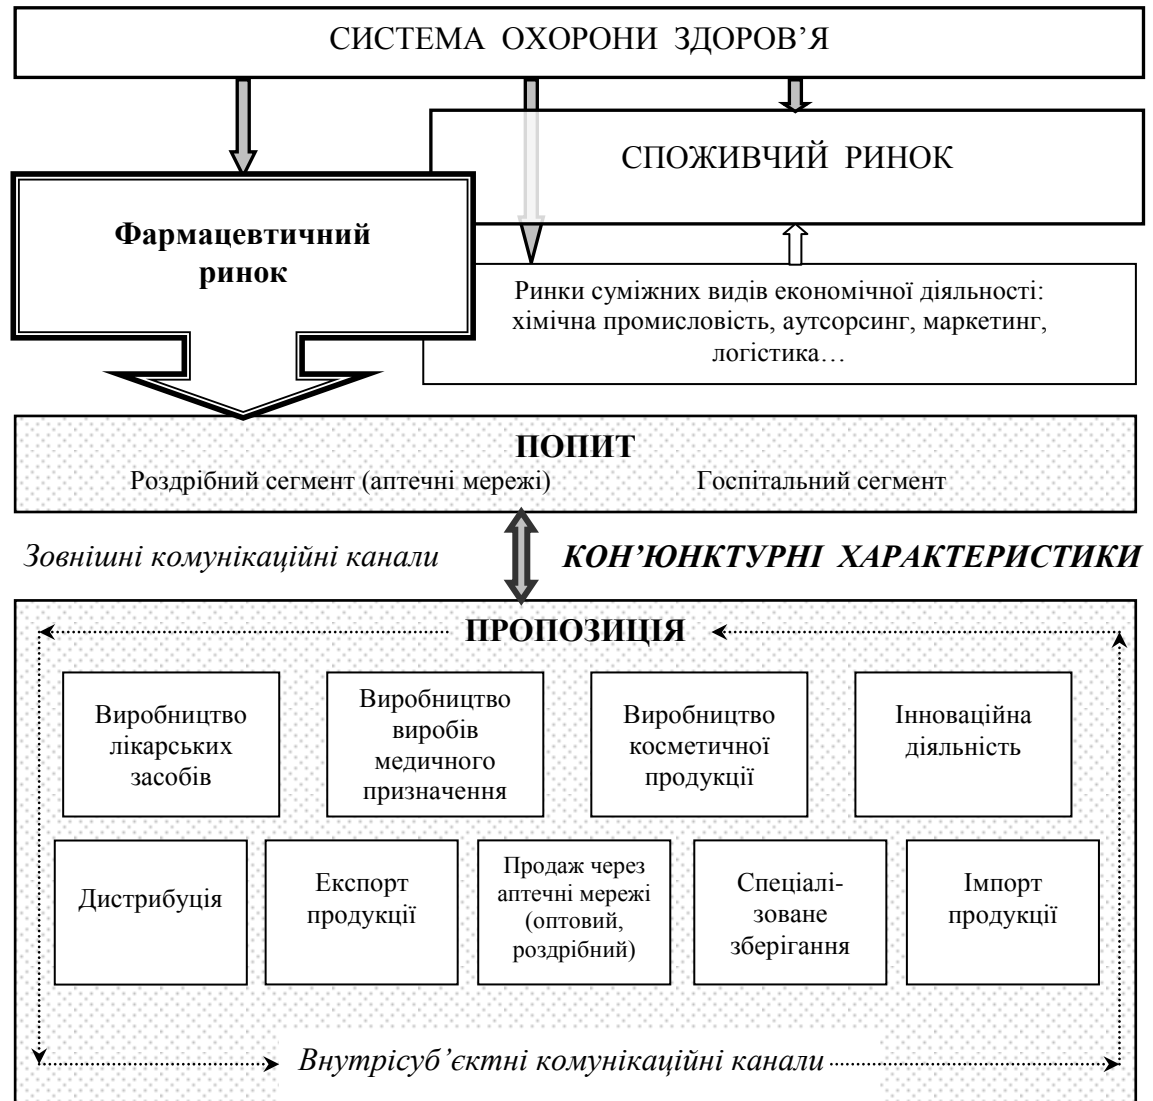 СИСТЕМА ОХОРОНИ ЗДОРОВ’Я
СПОЖИВЧИЙ РИНОК
Фармацевтичний
ринок
Ринки суміжних видів економічної діяльності:
хімічна промисловість, аутсорсинг, маркетинг,
логістика…
ПОПИТ
Роздрібний сегмент (аптечні мережі)
Госпітальний сегмент
Зовнішні комунікаційні канали
КОН’ЮНКТУРНІ ХАРАКТЕРИСТИКИ
ПРОПОЗИЦІЯ
Виробництво
лікарських
засобів
Виробництво
виробів
медичного
призначення
Виробництво
косметичної
продукції
Інноваційна
діяльність
Дистрибуція
Експорт
продукції
Продаж через
аптечні мережі
(оптовий,
роздрібний)
Спеціалі-
зоване
зберігання
Імпорт
продукції
Внутрісуб’єктні комунікаційні канали